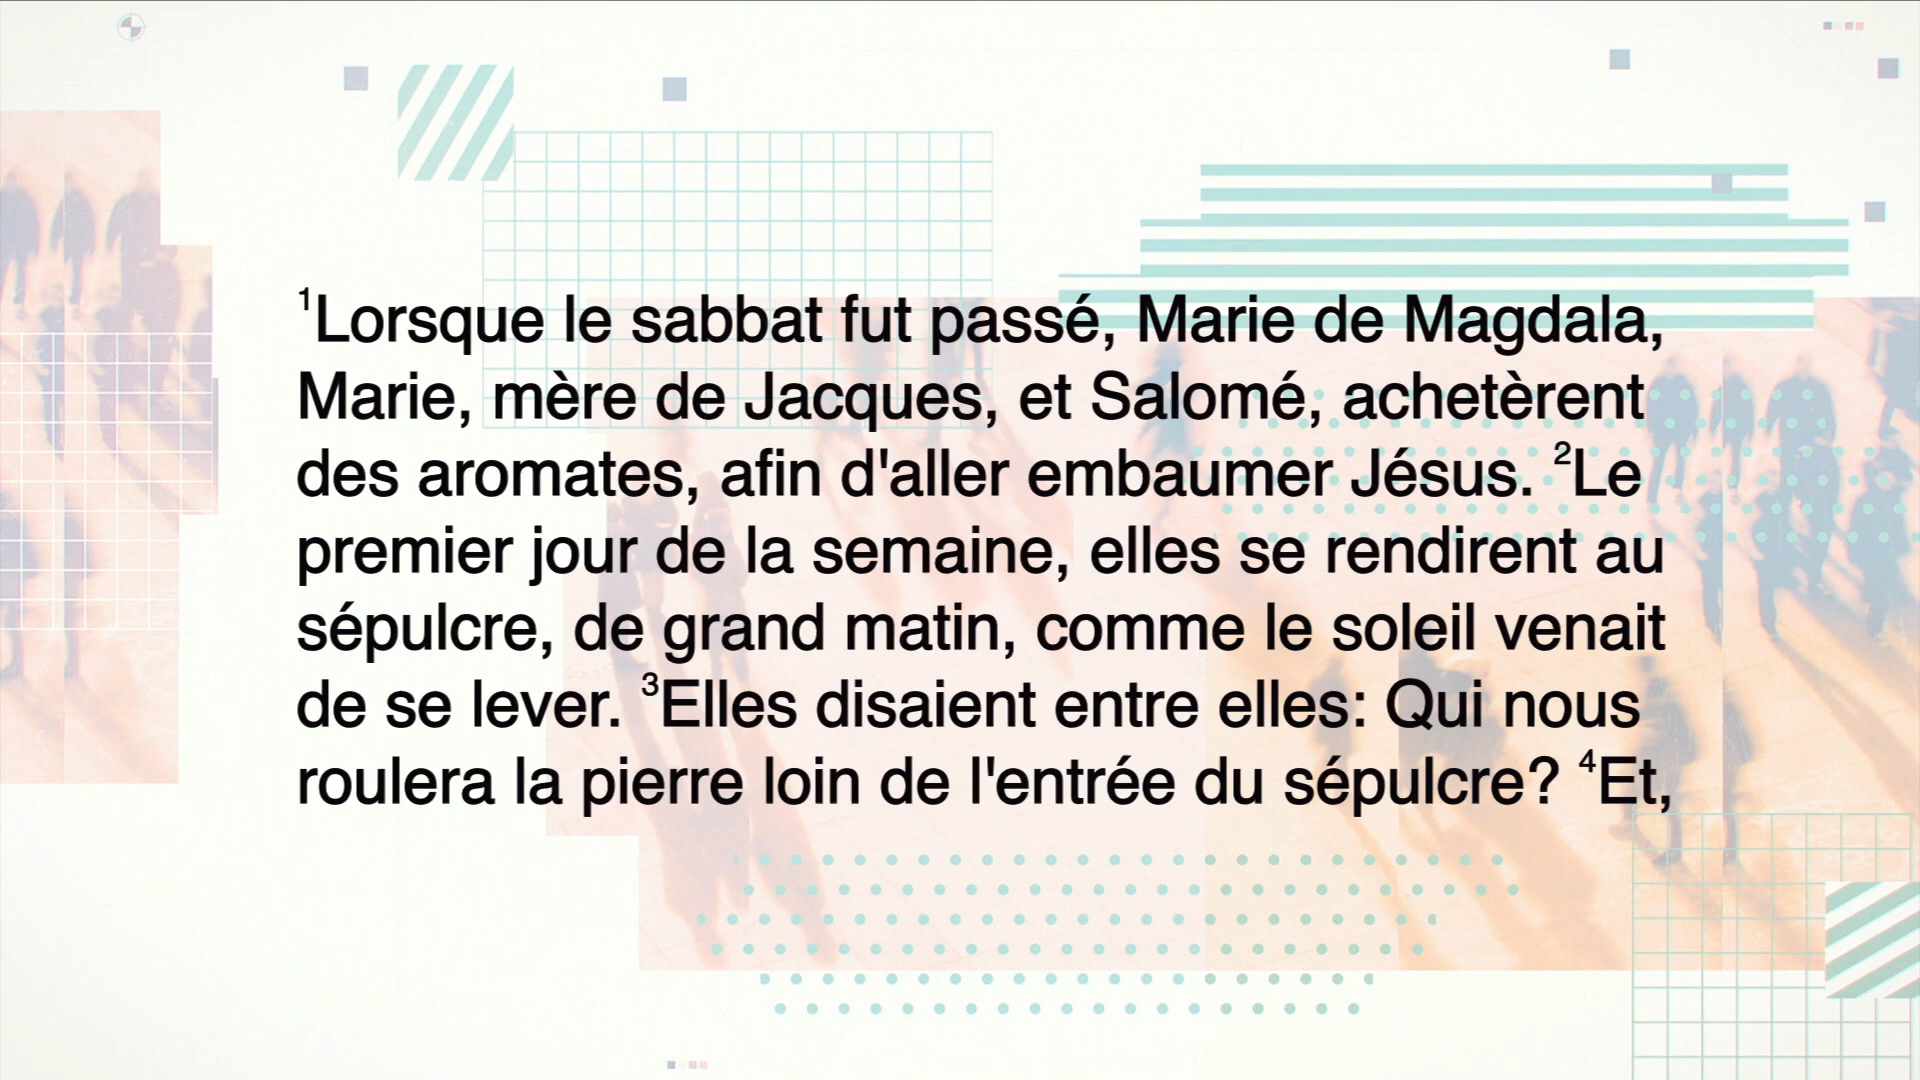 ¹Lorsque le sabbat fut passé, Marie de Magdala,
Marie, mère de Jacques, et Salomé, achetèrent
des aromates, afin d'aller embaumer Jésus. ²Le
premier jour de la semaine, elles se rendirent au
sépulcre, de grand matin, comme le soleil venait
de se lever. ³Elles disaient entre elles: Qui nous
roulera la pierre loin de l'entrée du sépulcre? ⁴Et,